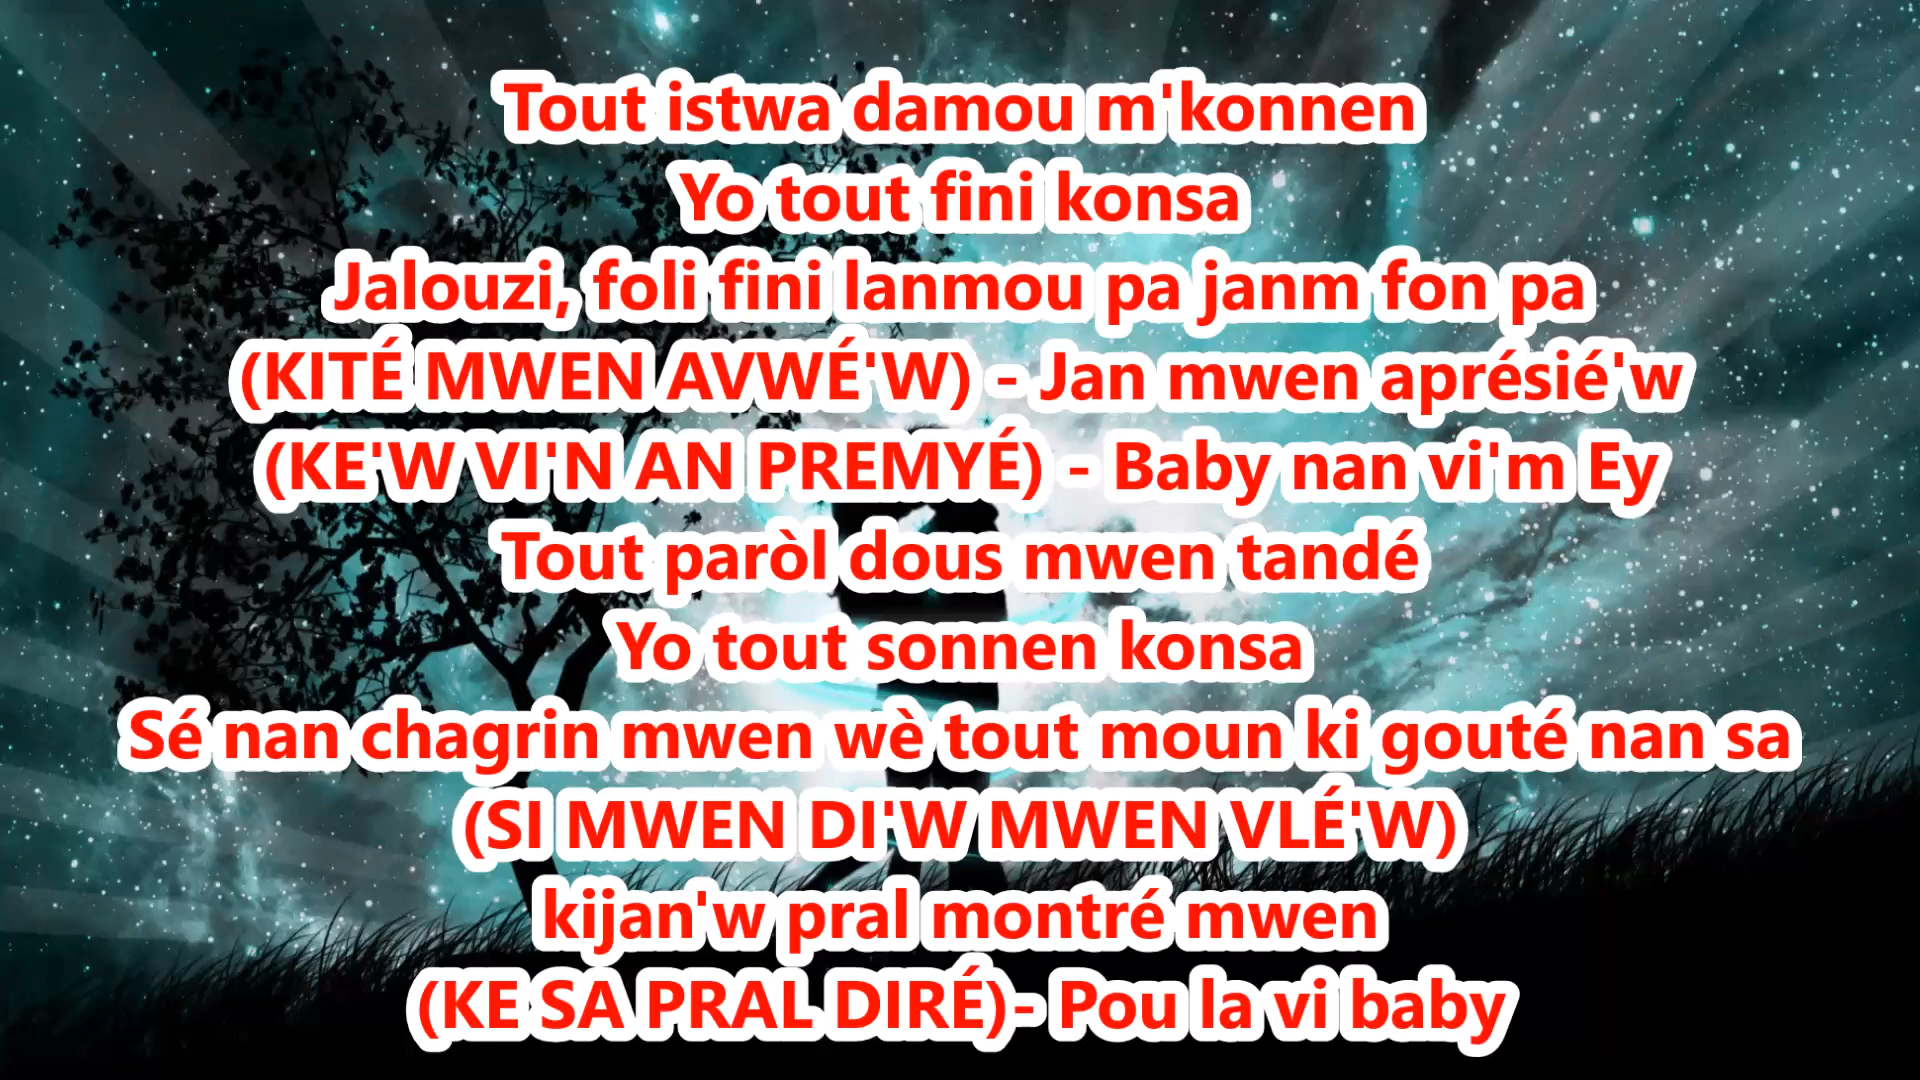 Tout istwa damou m'konnen
Yo tout fini konsa
Jalouzi, foli fini lanmou pa janm fon pa
(KITÉ MWEN AVWÉ'W) - Jan mwen aprésié'w
(KE'W VI'N AN PREMYÉ) - Baby nan vi'm Ey
Tout paròl dous mwen tandé
Yo tout sonnen konsa
Sé nan chagrin mwen wè tout moun ki gouté nan sa
(SI MWEN DI'W MWEN VLÉ'W)
kijan'w pral montré mwen
(KE SA PRAL DIRÉ)- Pou la vi baby